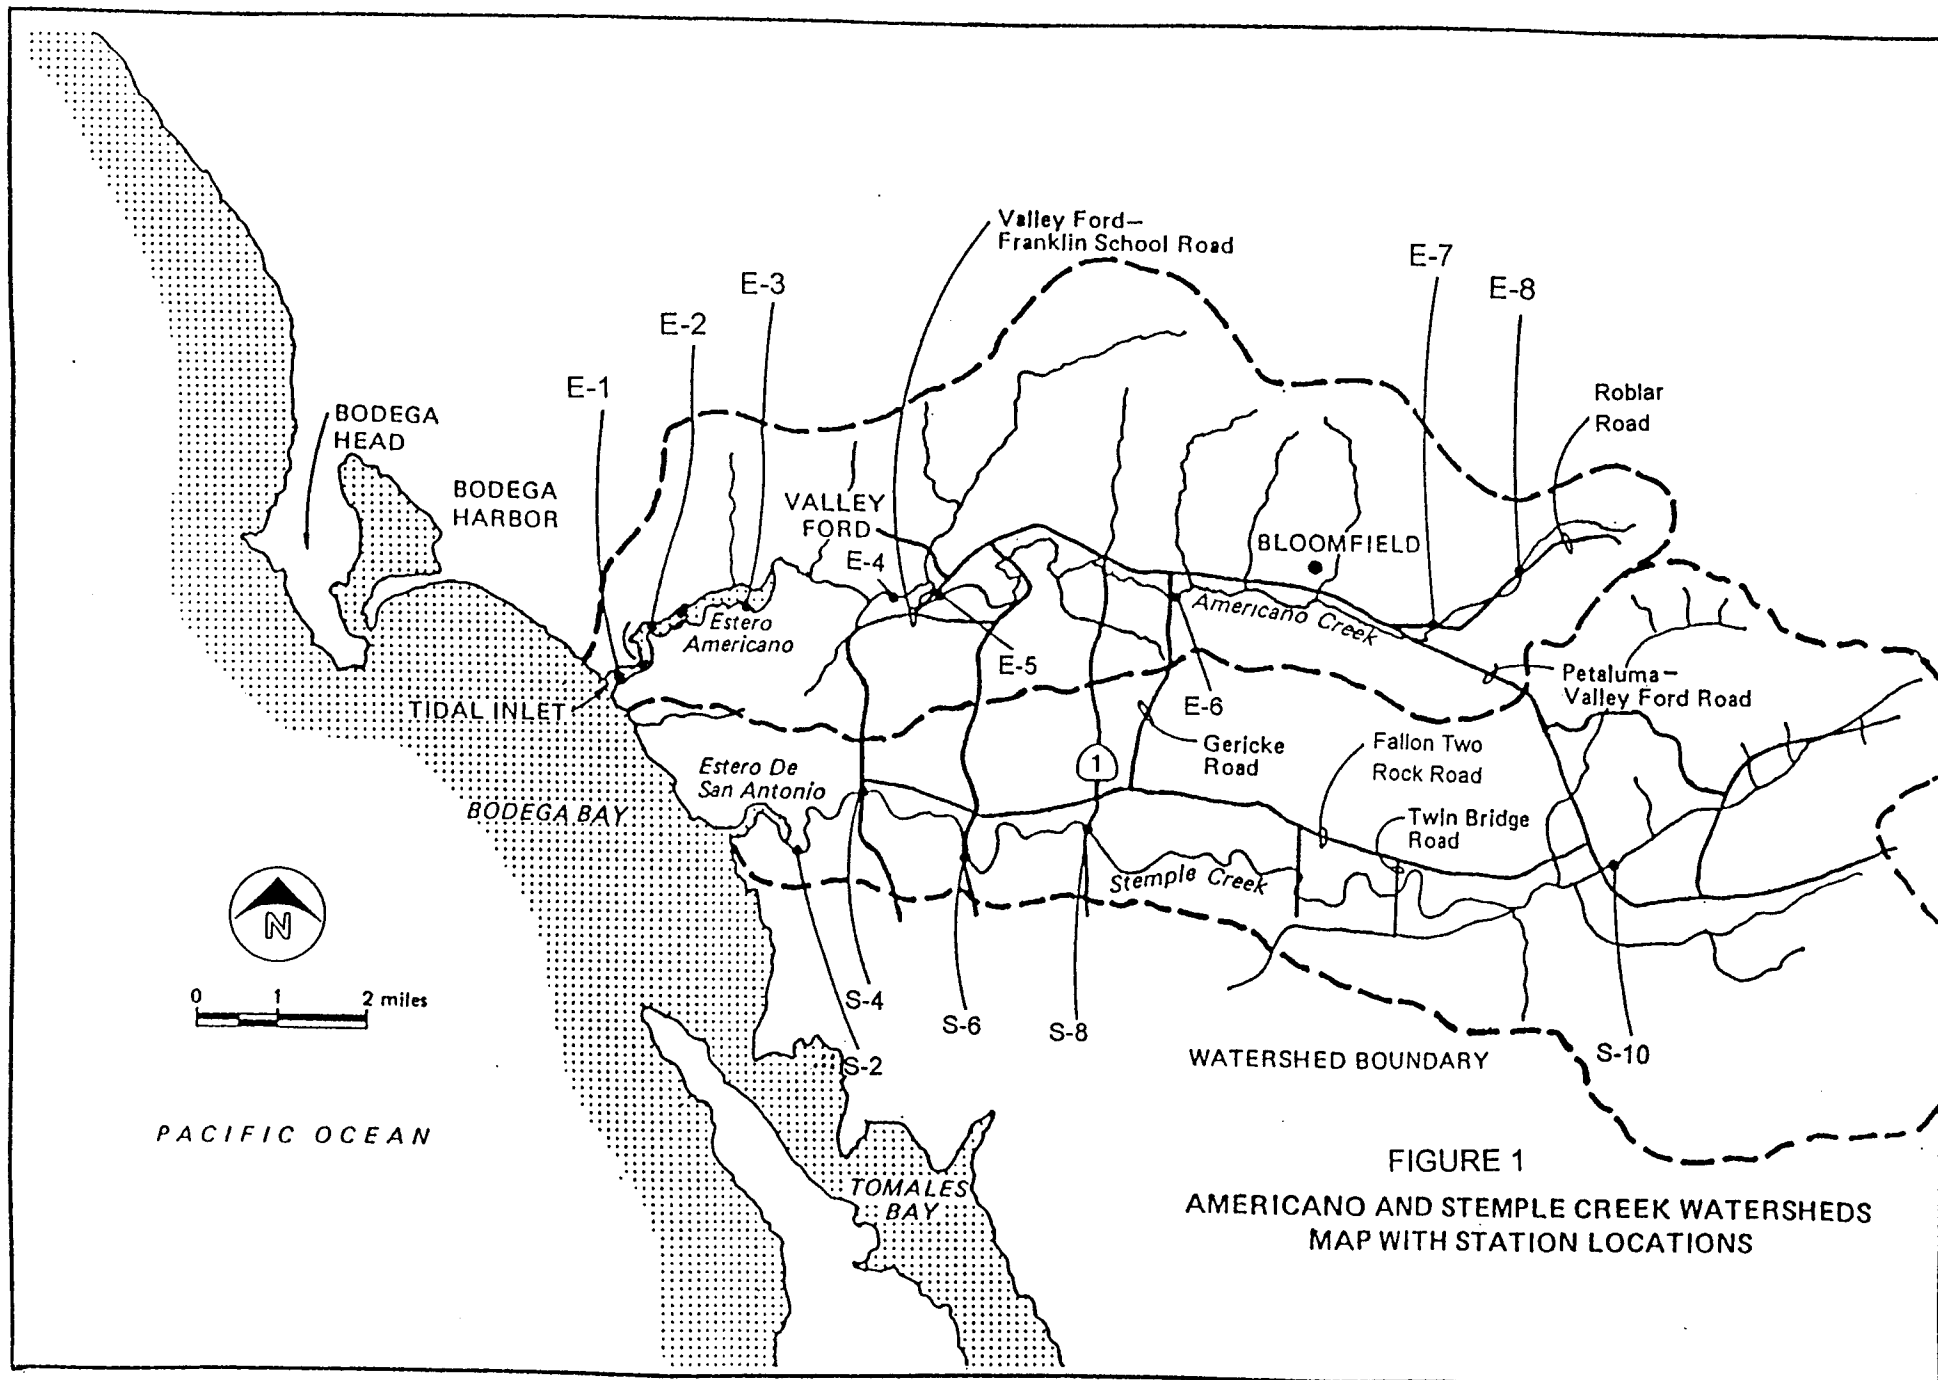 Valley Ford—
Franklin School Road
E-7
E-8
E-3
E-2
E-1
Roblar
Road
BODEGA
HEAD
BODEGA
HARBOR
VALLEY
FORD
E-4
BLOOMFIELD
Estero
Americano
Americano Creek
E-5
Petaluma—
Valley Ford Road
TIDAL INLET
E-6
Gericke
Road
Fallon Two
Rock Road
1
Estero De
San Antonio
BODEGA BAY
Twin Bridge
Road
Stemple Creek
N
0 1 2 miles
S-4
S-6
S-8
S-2
S-10
WATERSHED BOUNDARY
PACIFIC OCEAN
TOMALES
BAY
FIGURE 1
AMERICANO AND STEMPLE CREEK WATERSHEDS
MAP WITH STATION LOCATIONS